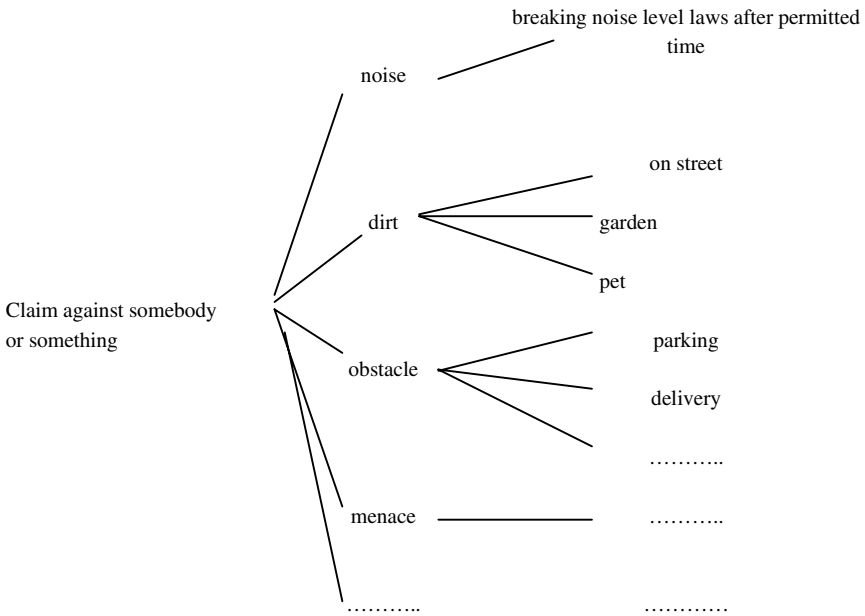 breaking noise level laws after permitted
time
noise
on street
dirt
garden
pet
Claim against somebody
or something
parking
obstacle
delivery
………..
menace
………..
………..
…………